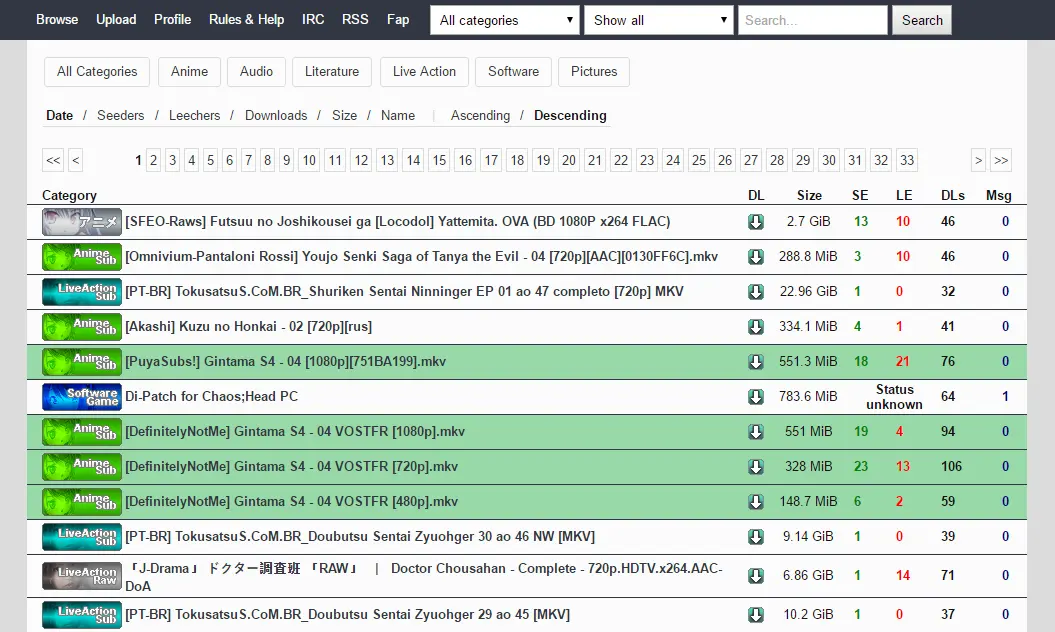 Browse Upload Profile Rules & Help IRC RSS Fap All categories Show all Search... Search
All Categories Anime Audio Literature Live Action Software Pictures
Date / Seeders / Leechers / Downloads / Size / Name | Ascending / Descending
<< < 1 2 3 4 5 6 7 8 9 10 11 12 13 14 15 16 17 18 19 20 21 22 23 24 25 26 27 28 29 30 31 32 33 > >>
Category DL Size SE LE DLs Msg
アニメ [SFEO-Raws] Futsuu no Joshikousei ga [Locodol] Yattemita. OVA (BD 1080P x264 FLAC) 2.7 GiB 13 10 46 0
Anime Sub [Omnivium-Pantaloni Rossi] Youjo Senki Saga of Tanya the Evil - 04 [720p][AAC][0130FF6C].mkv 288.8 MiB 3 10 46 0
LiveAction Sub [PT-BR] TokusatsuS.CoM.BR_Shuriken Sentai Ninninger EP 01 ao 47 completo [720p] MKV 22.96 GiB 1 0 32 0
Anime Sub [Akashi] Kuzu no Honkai - 02 [720p][rus] 334.1 MiB 4 1 41 0
Anime Sub [PuyaSubs!] Gintama S4 - 04 [1080p][751BA199].mkv 551.3 MiB 18 21 76 0
Software Game Di-Patch for Chaos;Head PC 783.6 MiB Status unknown 64 1
Anime Sub [DefinitelyNotMe] Gintama S4 - 04 VOSTFR [1080p].mkv 551 MiB 19 4 94 0
Anime Sub [DefinitelyNotMe] Gintama S4 - 04 VOSTFR [720p].mkv 328 MiB 23 13 106 0
Anime Sub [DefinitelyNotMe] Gintama S4 - 04 VOSTFR [480p].mkv 148.7 MiB 6 2 59 0
LiveAction Sub [PT-BR] TokusatsuS.CoM.BR_Doubutsu Sentai Zyuohger 30 ao 46 NW [MKV] 9.14 GiB 1 0 39 0
LiveAction Raw 「J-Drama」 ドクター調査班 「RAW」 | Doctor Chousahan - Complete - 720p.HDTV.x264.AAC-DoA 6.86 GiB 1 14 71 0
LiveAction Sub [PT-BR] TokusatsuS.CoM.BR_Doubutsu Sentai Zyuohger 29 ao 45 [MKV] 10.2 GiB 1 0 37 0